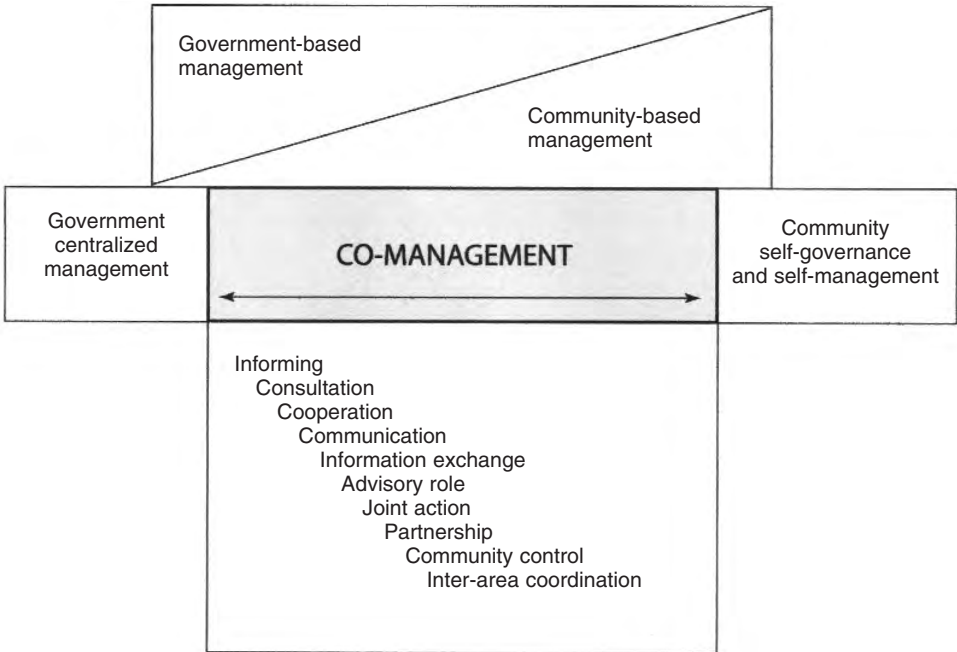 Government-based
management
Community-based
management
Government
centralized
management
CO-MANAGEMENT
Community
self-governance
and self-management
Informing
Consultation
Cooperation
Communication
Information exchange
Advisory role
Joint action
Partnership
Community control
Inter-area coordination